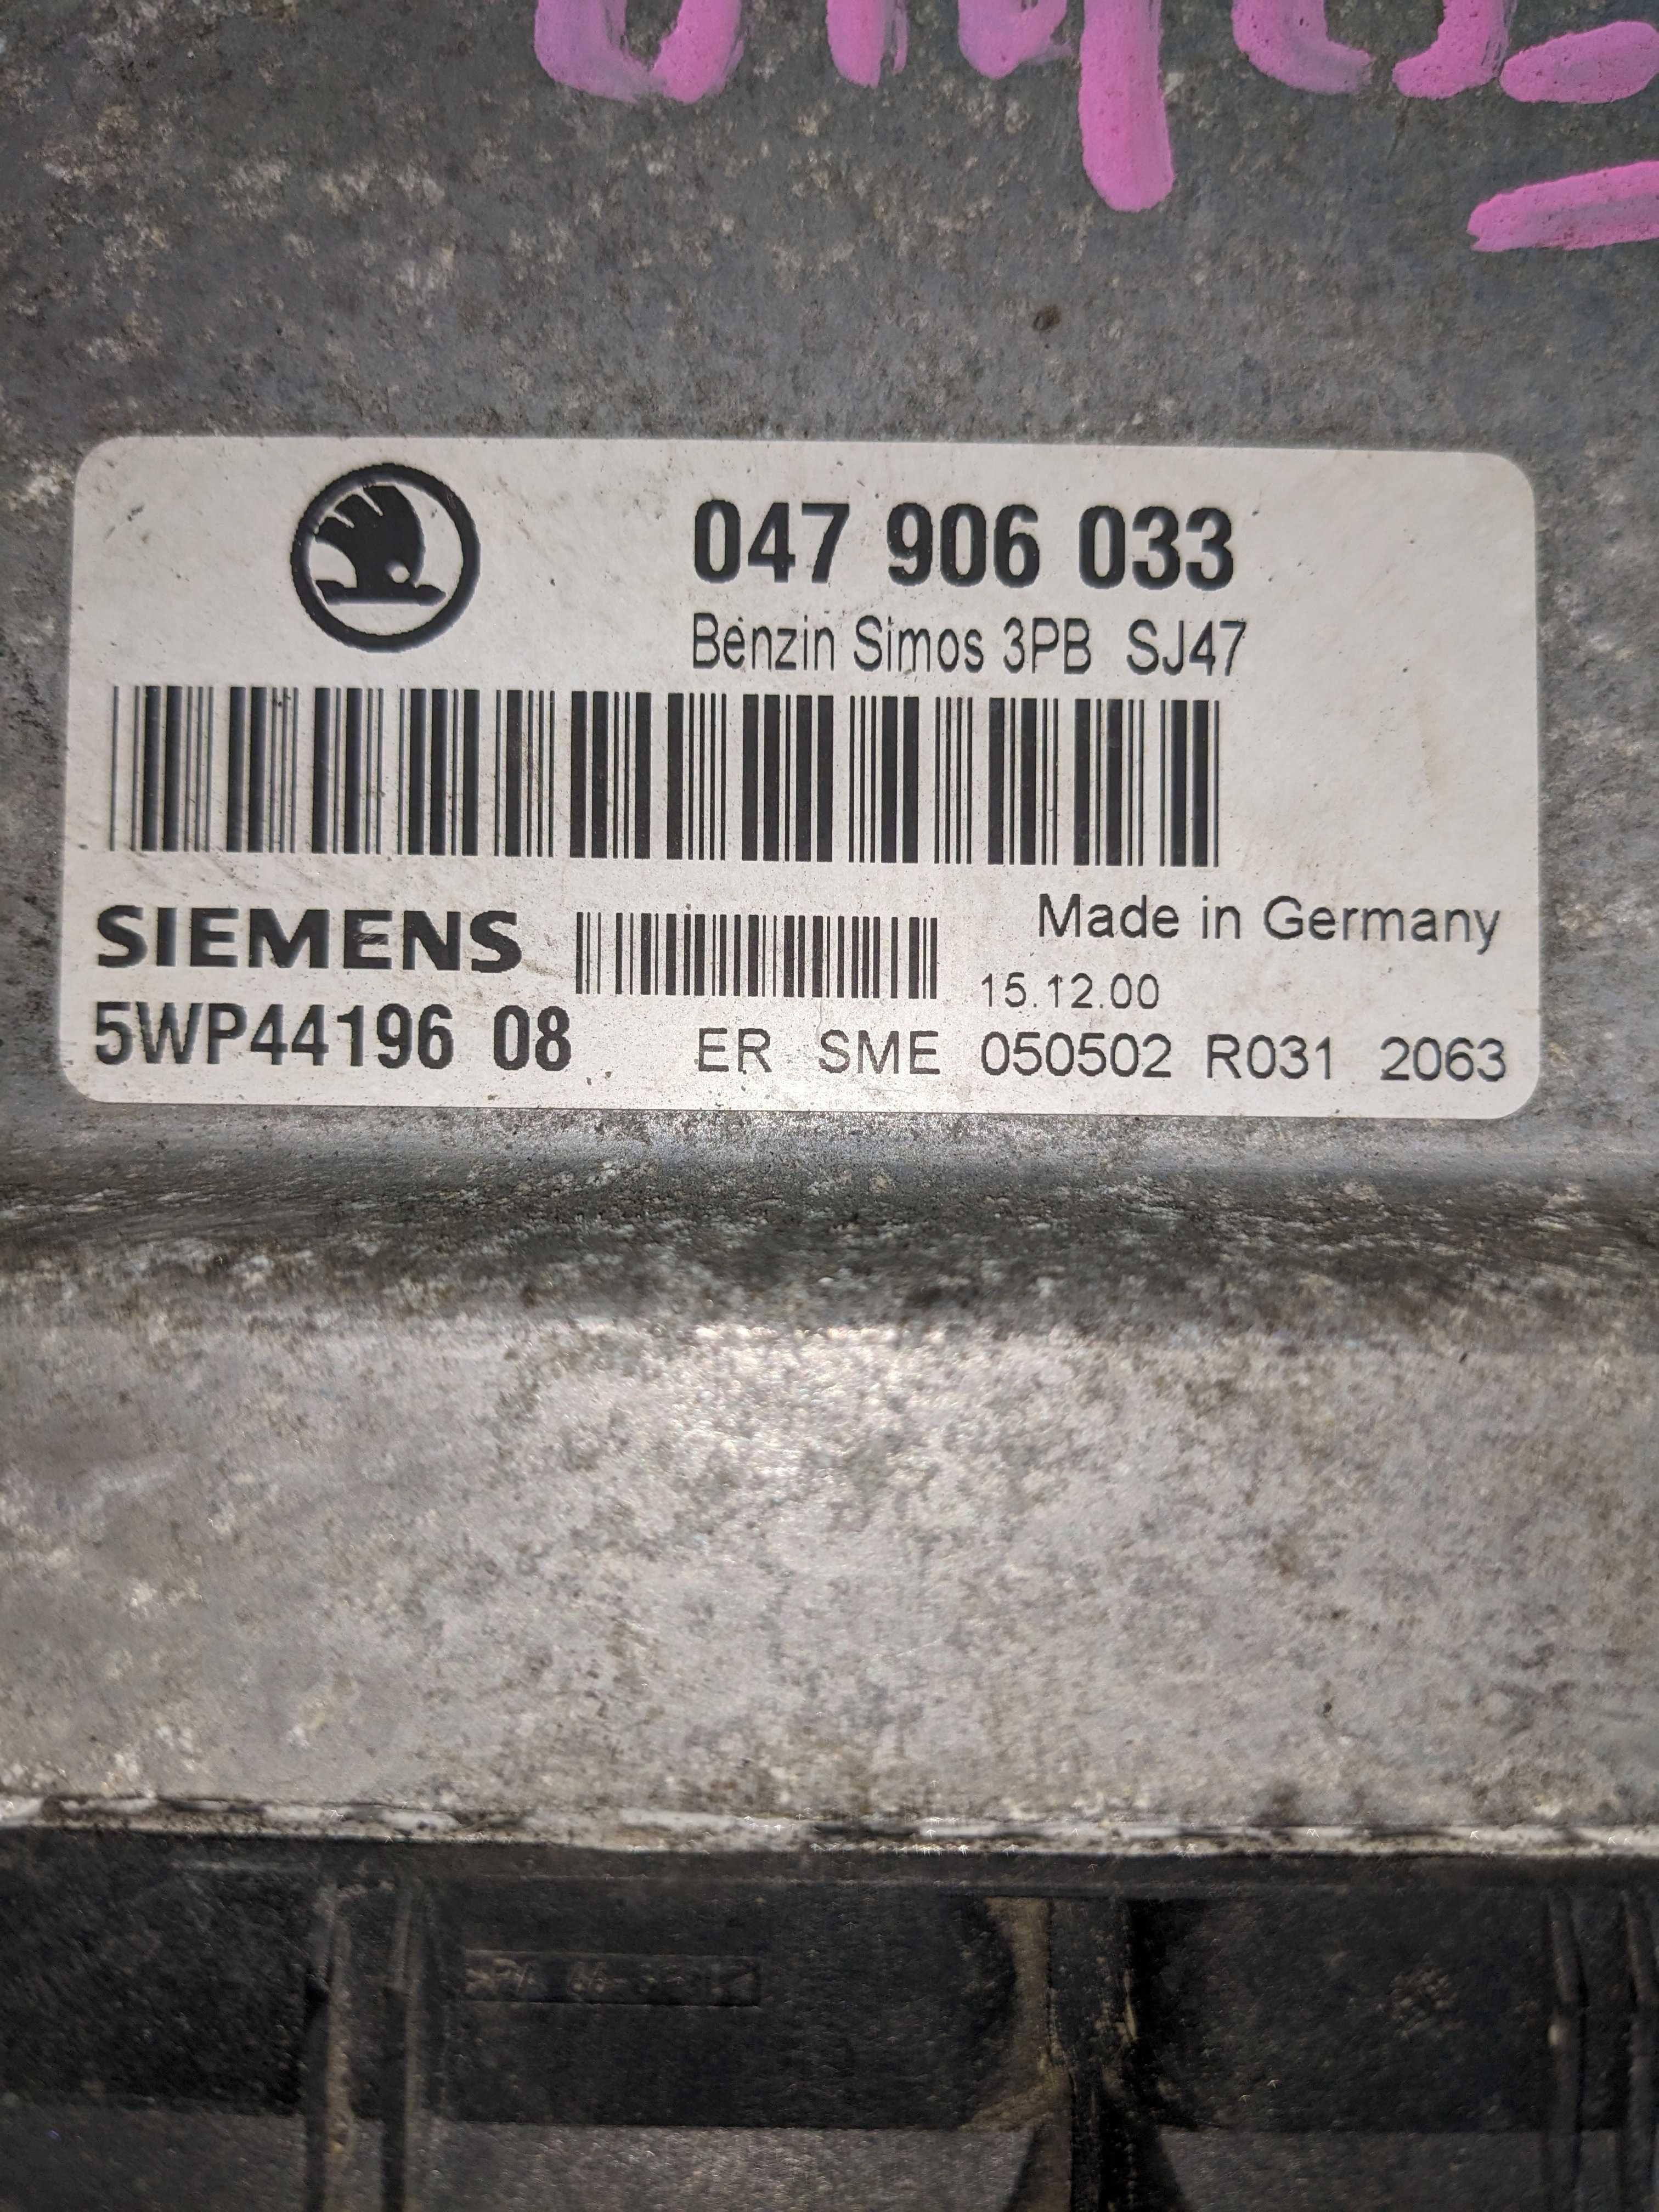 047 906 033
Benzin Simos 3PB SJ47
SIEMENS
Made in Germany
15.12.00
5WP44196 08
ER SME 050502 R031 2063